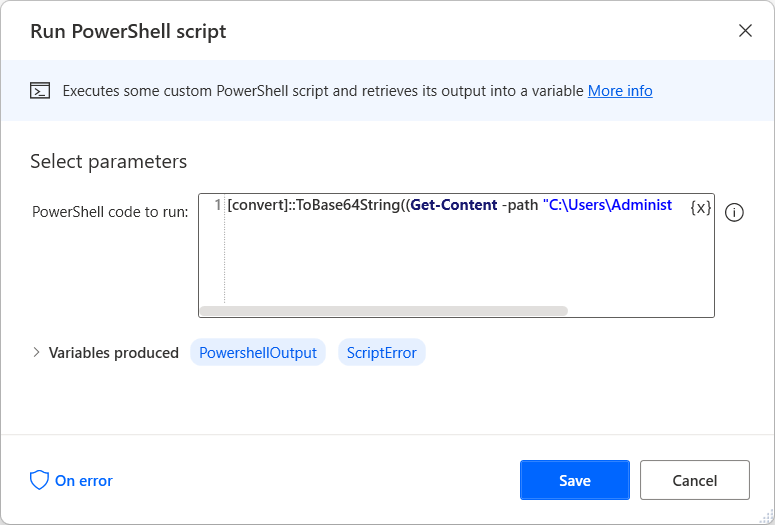 Run PowerShell script
Executes some custom PowerShell script and retrieves its output into a variable More info
Select parameters
PowerShell code to run:
1 [convert]::ToBase64String((Get-Content -path "C:\Users\Administ {x}
Variables produced PowershellOutput ScriptError
On error Save Cancel